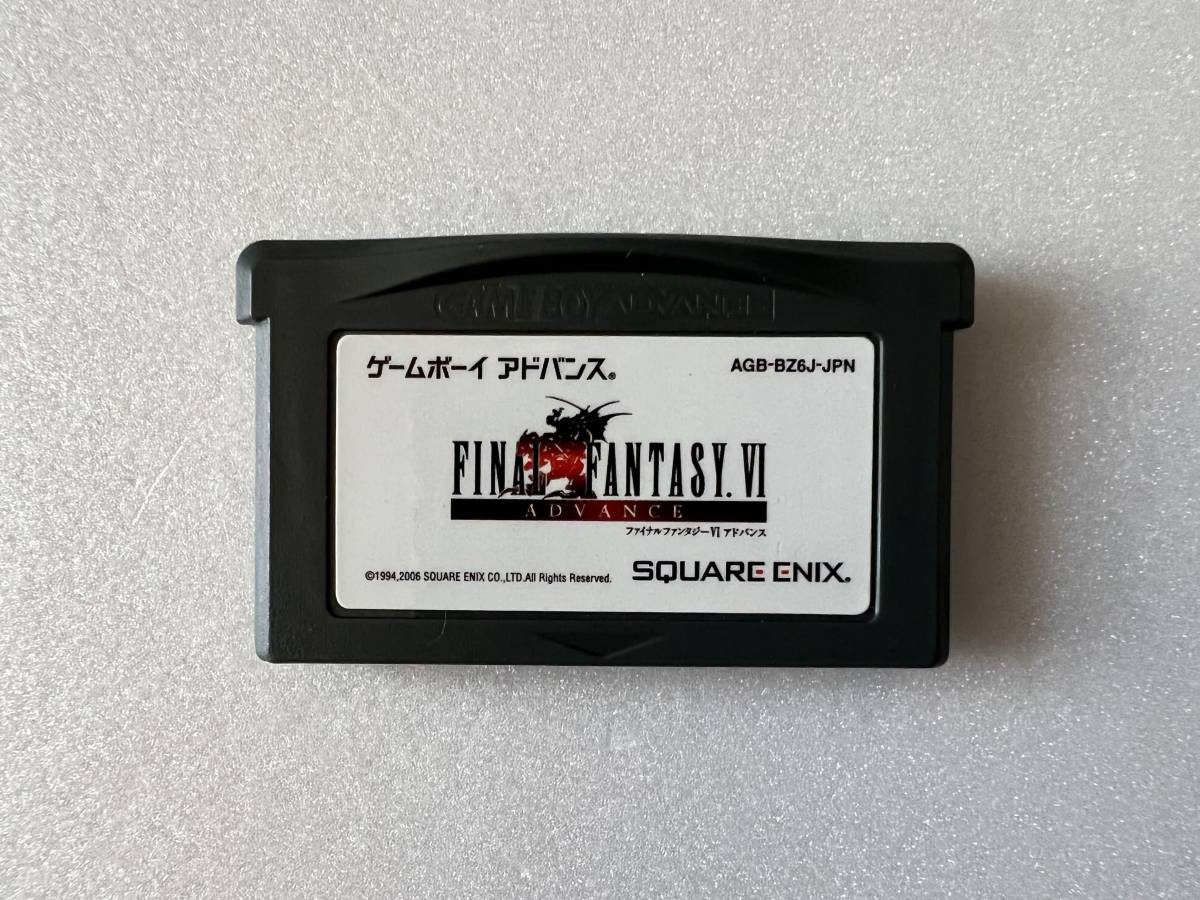 GAME BOY ADVANCE
ゲームボーイ アドバンス®
AGB-BZ6J-JPN
FINAL FANTASY. VI
ADVANCE
ファイナルファンタジーVI アドバンス
©1994,2006 SQUARE ENIX CO.,LTD.All Rights Reserved.
SQUARE ENIX®